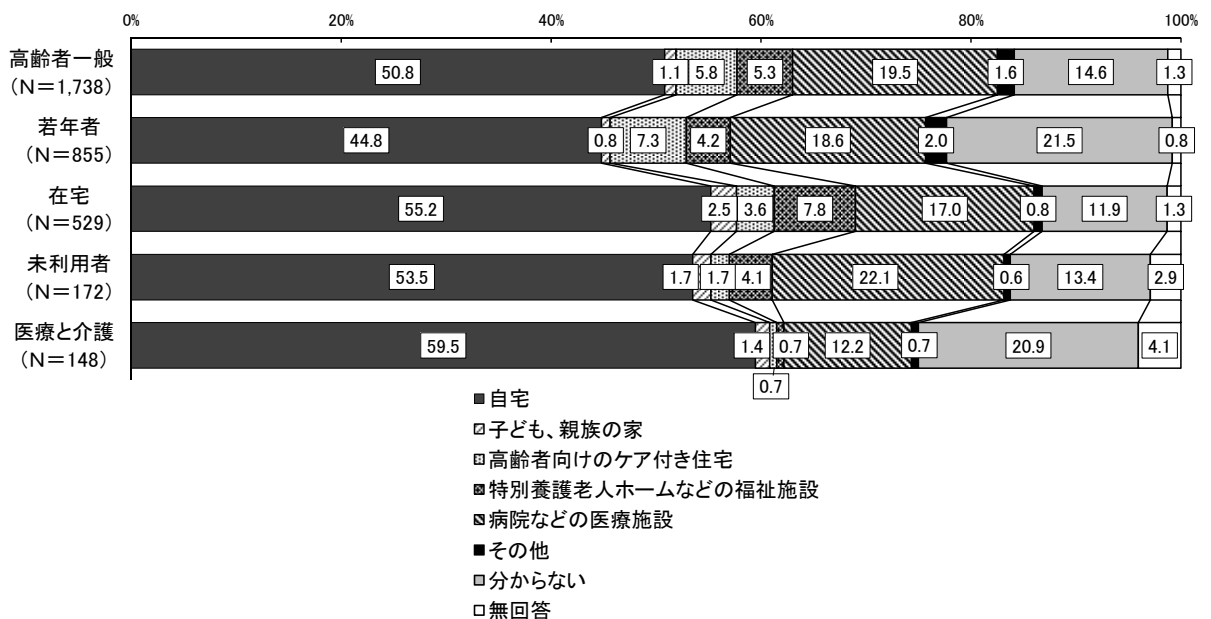 0% 20% 40% 60% 80% 100%
高齢者一般
(N=1,738)
50.8 1.1 5.8 5.3 19.5 1.6 14.6 1.3
若年者
(N=855)
44.8 0.8 7.3 4.2 18.6 2.0 21.5 0.8
在宅
(N=529)
55.2 2.5 3.6 7.8 17.0 0.8 11.9 1.3
未利用者
(N=172)
53.5 1.7 1.7 4.1 22.1 0.6 13.4 2.9
医療と介護
(N=148)
59.5 1.4 0.7 12.2 0.7 20.9 4.1
0.7
自宅
子ども、親族の家
高齢者向けのケア付き住宅
特別養護老人ホームなどの福祉施設
病院などの医療施設
その他
分からない
無回答